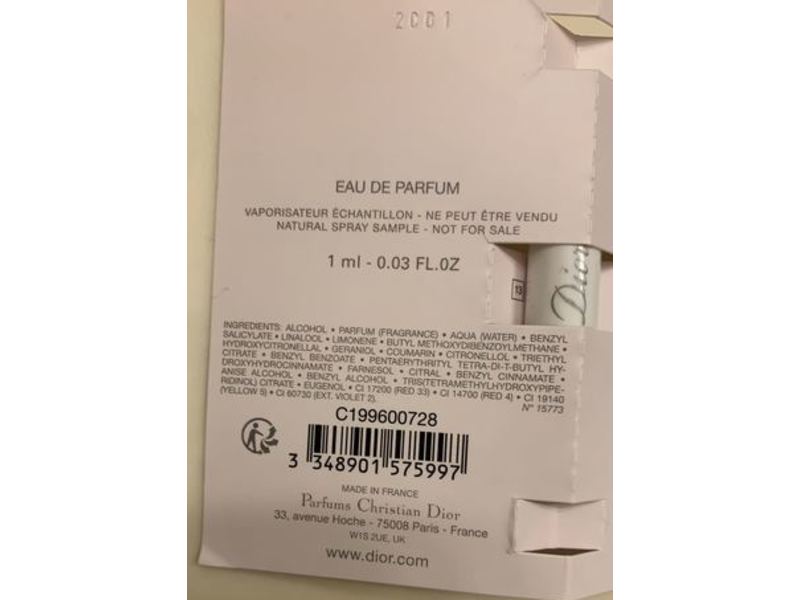 2001
EAU DE PARFUM
VAPORISATEUR ÉCHANTILLON - NE PEUT ÊTRE VENDU
NATURAL SPRAY SAMPLE - NOT FOR SALE
1 ml - 0.03 FL.OZ
13
Dior
INGREDIENTS: ALCOHOL • PARFUM (FRAGRANCE) • AQUA (WATER) • BENZYL
SALICYLATE • LINALOOL • LIMONENE • BUTYL METHOXYDIBENZOYLMETHANE •
HYDROXYCITRONELLAL • GERANIOL • COUMARIN • CITRONELLOL • TRIETHYL
CITRATE • BENZYL BENZOATE • PENTAERYTHRITYL TETRA-DI-T-BUTYL HY-
DROXYHYDROCINNAMATE • FARNESOL • CITRAL • BENZYL CINNAMATE •
ANISE ALCOHOL • BENZYL ALCOHOL • TRIS(TETRAMETHYLHYDROXYPIPE-
RIDINOL) CITRATE • EUGENOL • CI 17200 (RED 33) • CI 14700 (RED 4) • CI 19140
(YELLOW 5) • CI 60730 (EXT. VIOLET 2). N° 15773
C199600728
3 348901 575997
MADE IN FRANCE
Parfums Christian Dior
33, avenue Hoche - 75008 Paris - France
W1S 2UE, UK
www.dior.com